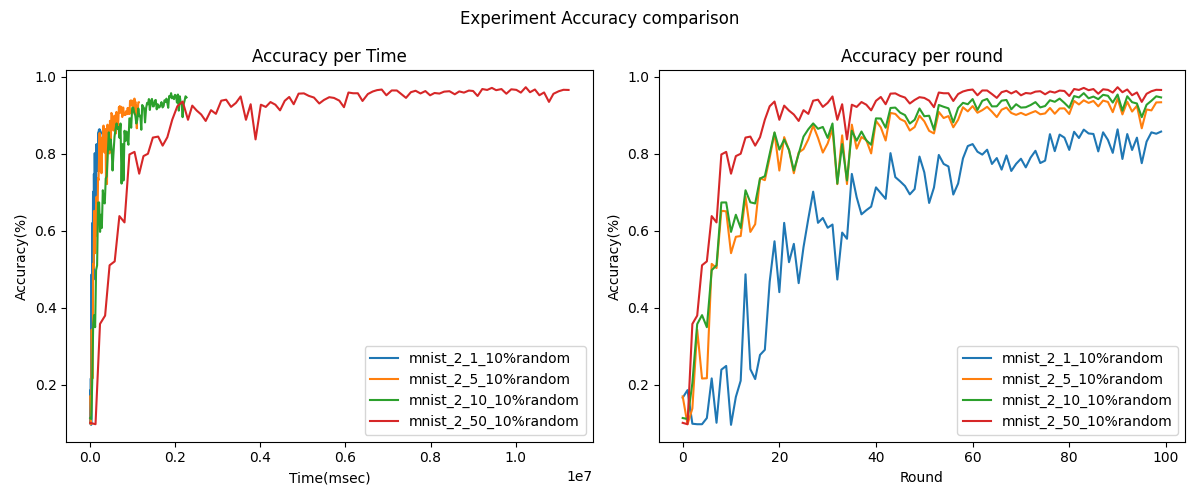 Experiment Accuracy comparison
Accuracy per Time
Accuracy(%)
1.0
0.8
0.6
0.4
0.2
0.0
0.2
0.4
0.6
0.8
1.0
1e7
Time(msec)
mnist_2_1_10%random
mnist_2_5_10%random
mnist_2_10_10%random
mnist_2_50_10%random
Accuracy per round
Accuracy(%)
1.0
0.8
0.6
0.4
0.2
0
20
40
60
80
100
Round
mnist_2_1_10%random
mnist_2_5_10%random
mnist_2_10_10%random
mnist_2_50_10%random